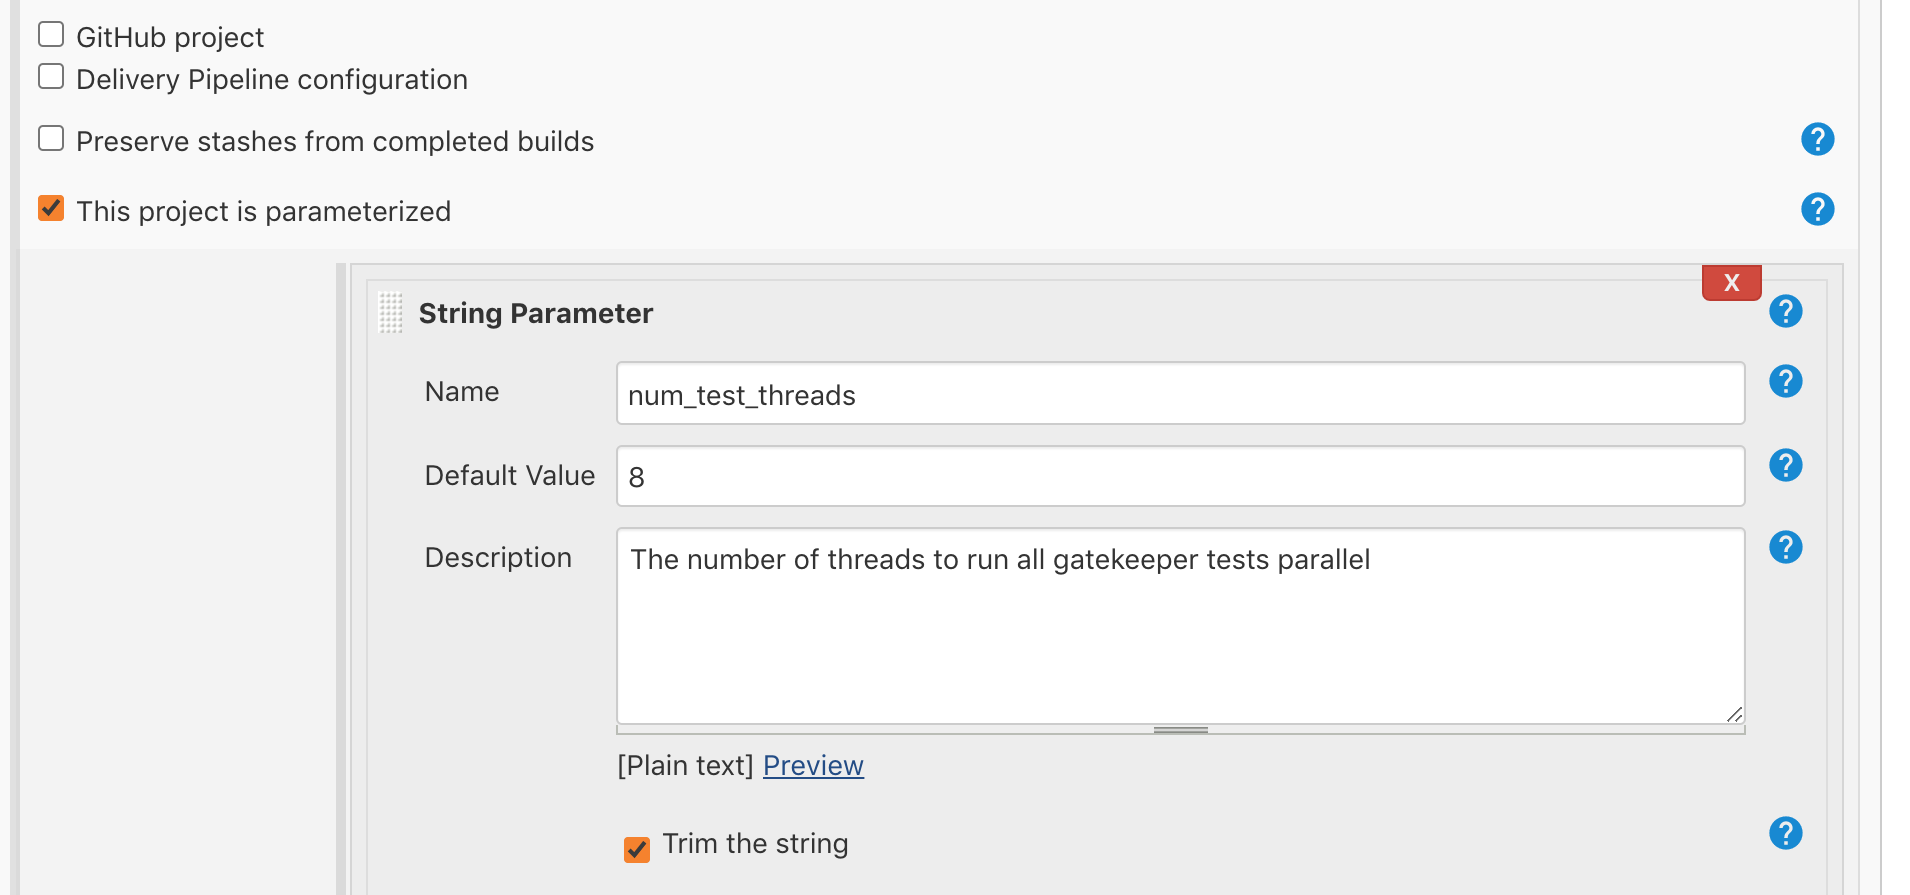 GitHub project
Delivery Pipeline configuration
Preserve stashes from completed builds
?
This project is parameterized
?
X
String Parameter
?
Name
num_test_threads
?
Default Value
8
?
Description
The number of threads to run all gatekeeper tests parallel
?
[Plain text] Preview
Trim the string
?